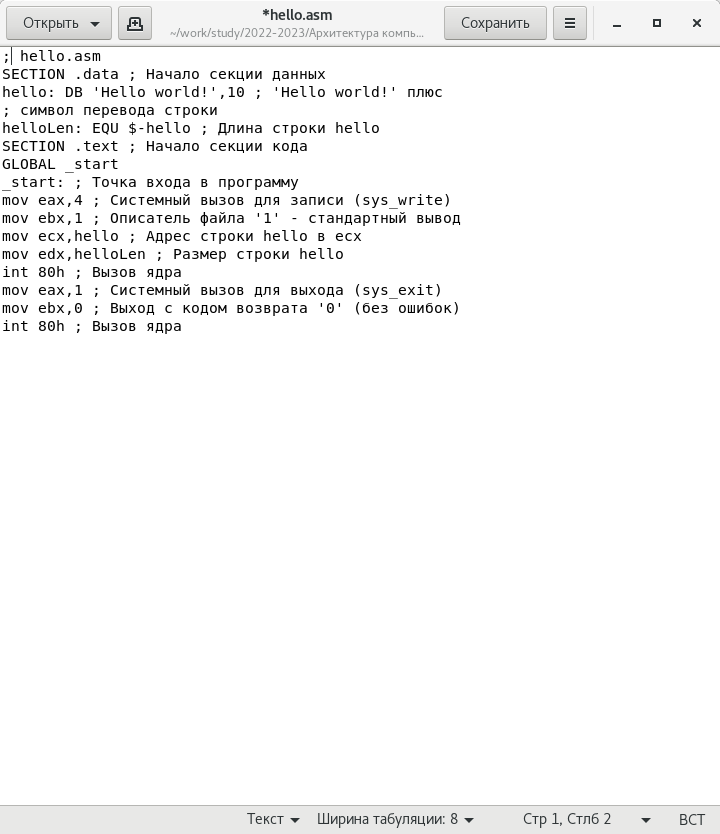 Открыть
*hello.asm
~/work/study/2022-2023/Архитектура компь...
Сохранить
; hello.asm
SECTION .data ; Начало секции данных
hello: DB 'Hello world!',10 ; 'Hello world!' плюс
; символ перевода строки
helloLen: EQU $-hello ; Длина строки hello
SECTION .text ; Начало секции кода
GLOBAL _start
_start: ; Точка входа в программу
mov eax,4 ; Системный вызов для записи (sys_write)
mov ebx,1 ; Описатель файла '1' - стандартный вывод
mov ecx,hello ; Адрес строки hello в ecx
mov edx,helloLen ; Размер строки hello
int 80h ; Вызов ядра
mov eax,1 ; Системный вызов для выхода (sys_exit)
mov ebx,0 ; Выход с кодом возврата '0' (без ошибок)
int 80h ; Вызов ядра
Текст
Ширина табуляции: 8
Стр 1, Стлб 2
ВСТ